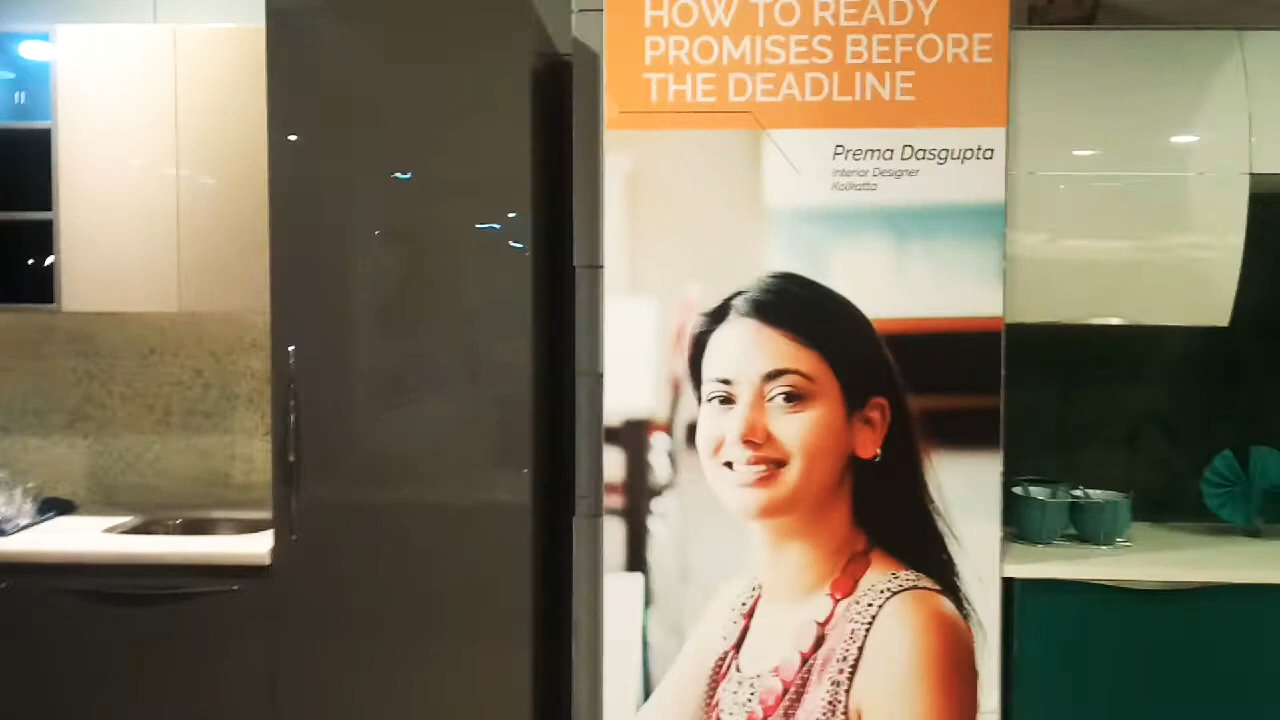 HOW TO READY
PROMISES BEFORE
THE DEADLINE
Prema Dasgupta
Interior Designer
Kolkatta